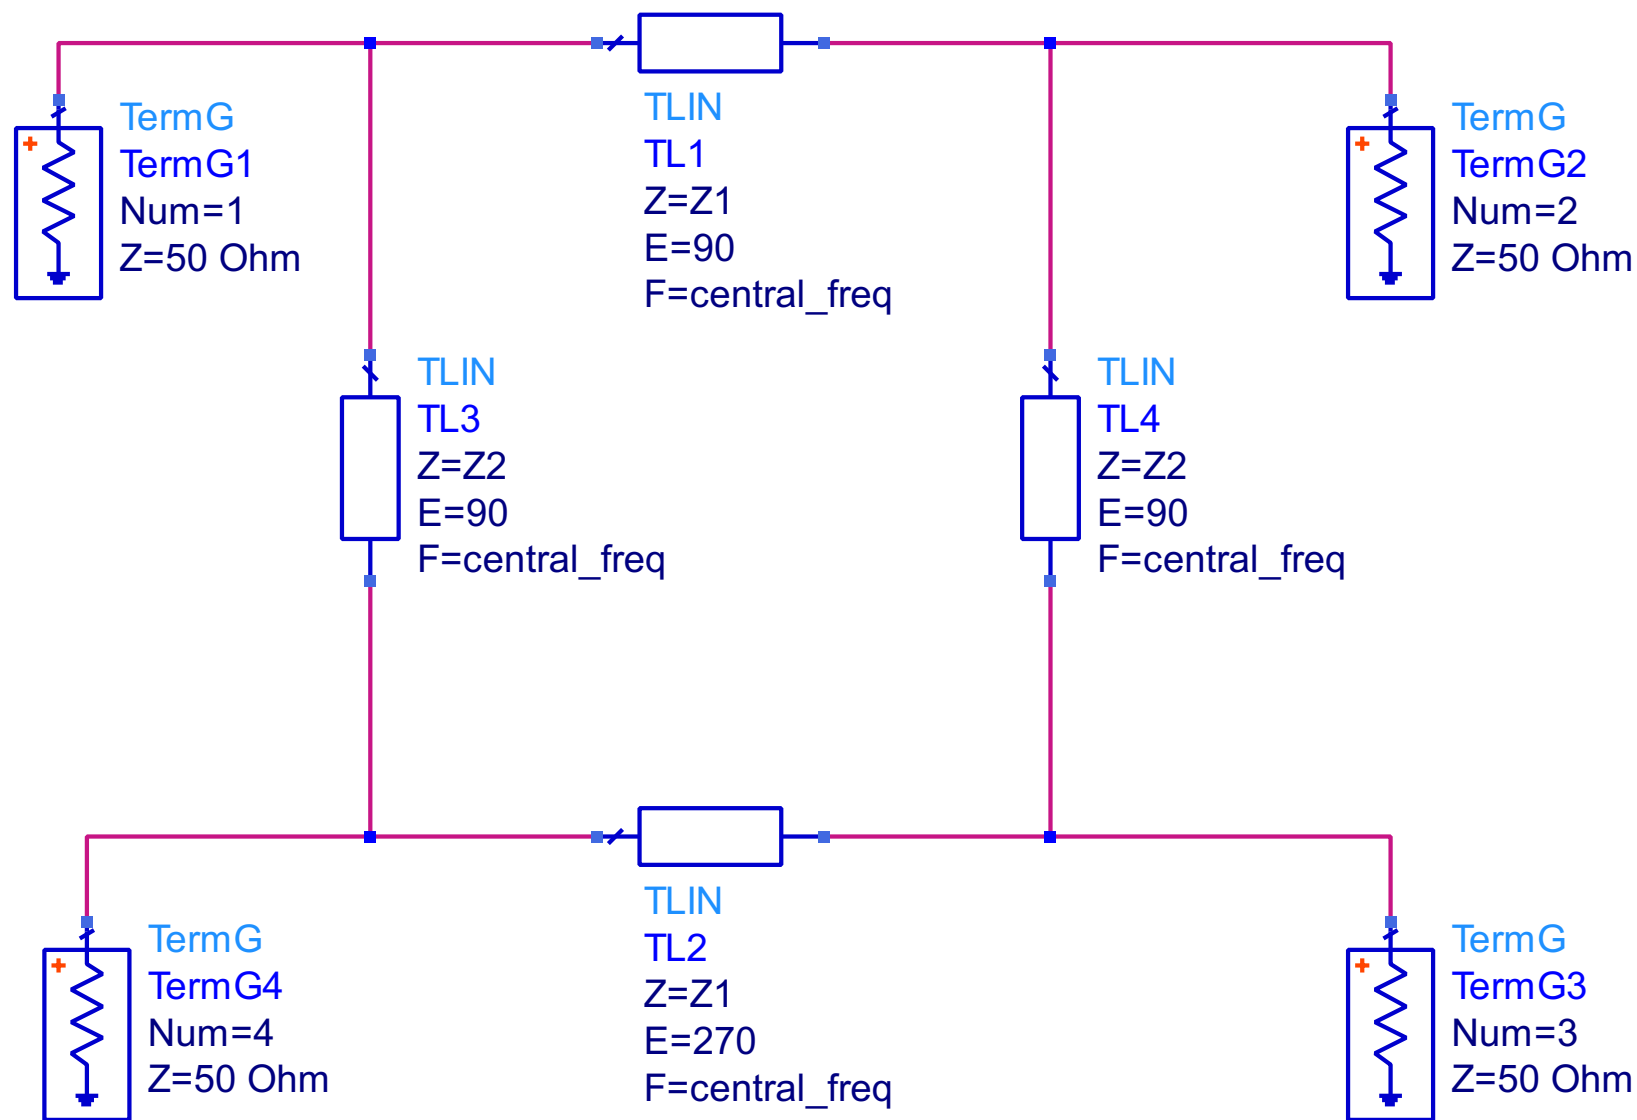 TermG
TermG1
Num=1
Z=50 Ohm
TLIN
TL1
Z=Z1
E=90
F=central_freq
TermG
TermG2
Num=2
Z=50 Ohm
TLIN
TL3
Z=Z2
E=90
F=central_freq
TLIN
TL4
Z=Z2
E=90
F=central_freq
TermG
TermG4
Num=4
Z=50 Ohm
TLIN
TL2
Z=Z1
E=270
F=central_freq
TermG
TermG3
Num=3
Z=50 Ohm